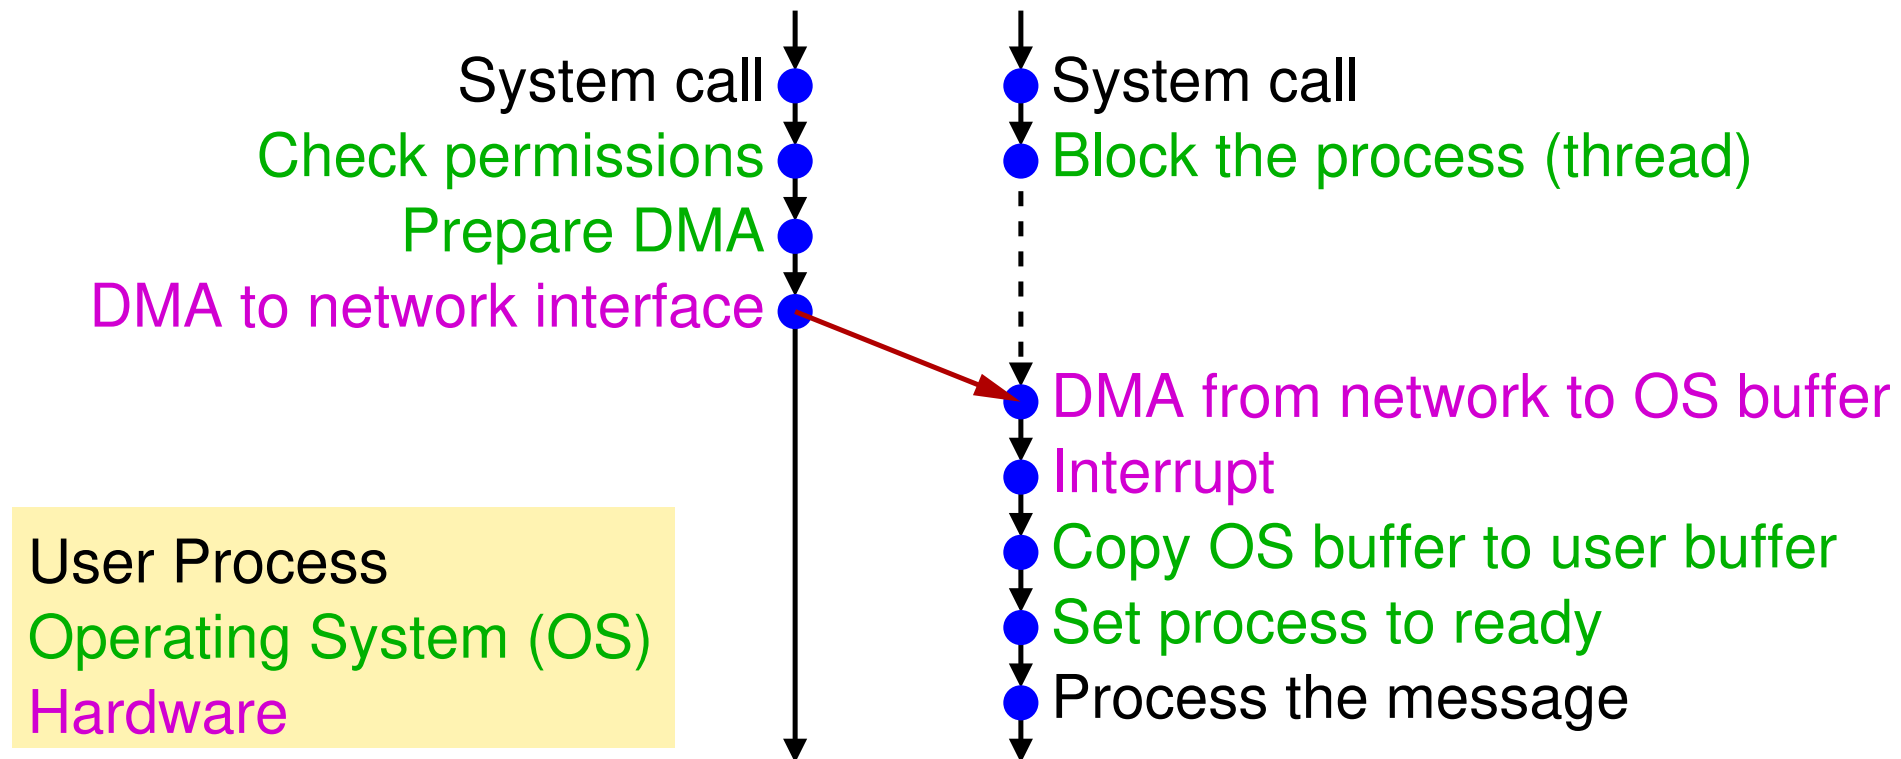 System call
Check permissions
Prepare DMA
DMA to network interface
System call
Block the process (thread)
DMA from network to OS buffer
Interrupt
Copy OS buffer to user buffer
Set process to ready
Process the message
User Process
Operating System (OS)
Hardware